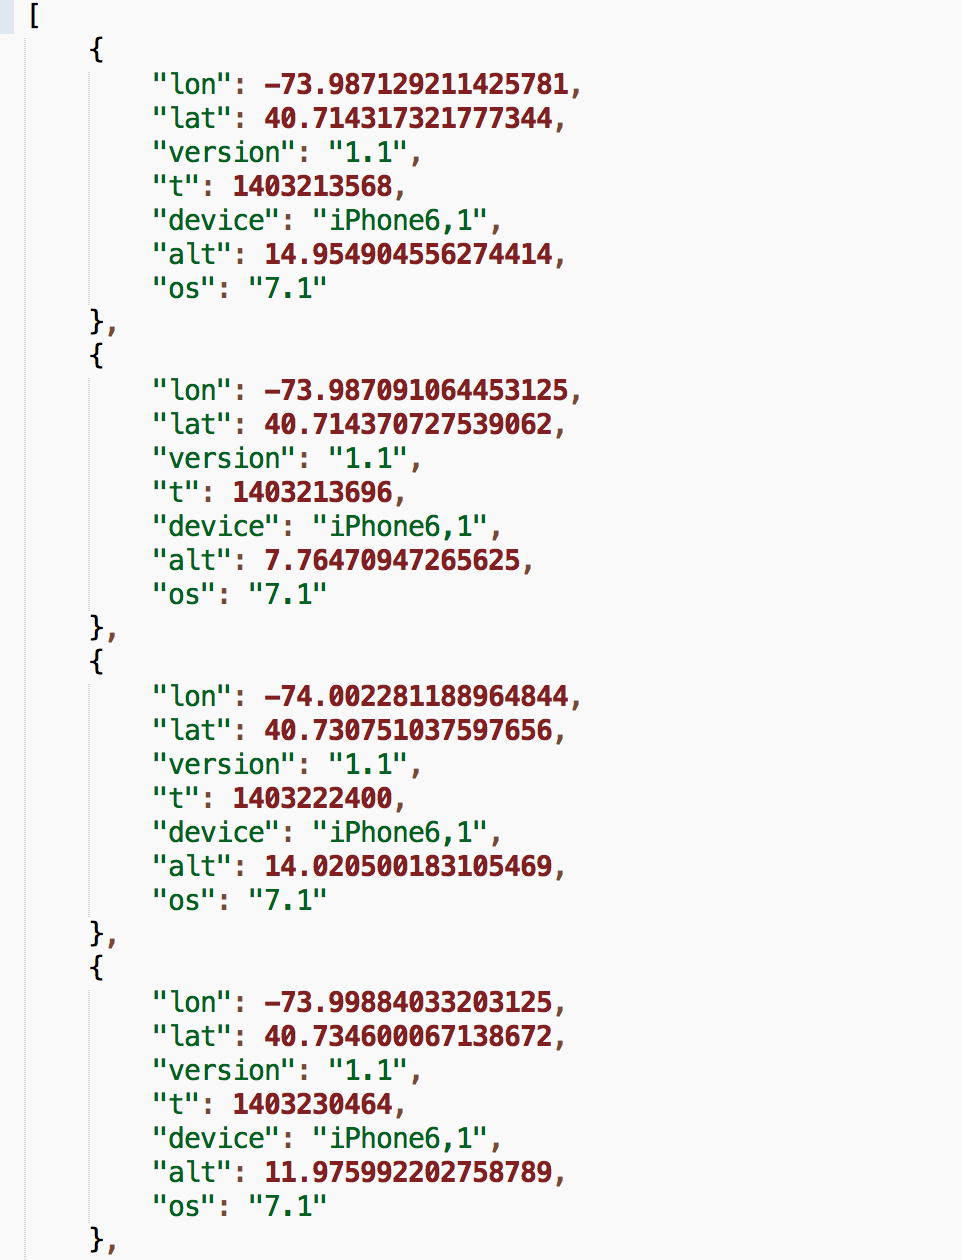 [
    {
        "lon": -73.987129211425781,
        "lat": 40.714317321777344,
        "version": "1.1",
        "t": 1403213568,
        "device": "iPhone6,1",
        "alt": 14.954904556274414,
        "os": "7.1"
    },
    {
        "lon": -73.987091064453125,
        "lat": 40.714370727539062,
        "version": "1.1",
        "t": 1403213696,
        "device": "iPhone6,1",
        "alt": 7.76470947265625,
        "os": "7.1"
    },
    {
        "lon": -74.002281188964844,
        "lat": 40.730751037597656,
        "version": "1.1",
        "t": 1403222400,
        "device": "iPhone6,1",
        "alt": 14.020500183105469,
        "os": "7.1"
    },
    {
        "lon": -73.99884033203125,
        "lat": 40.734600067138672,
        "version": "1.1",
        "t": 1403230464,
        "device": "iPhone6,1",
        "alt": 11.975992202758789,
        "os": "7.1"
    },